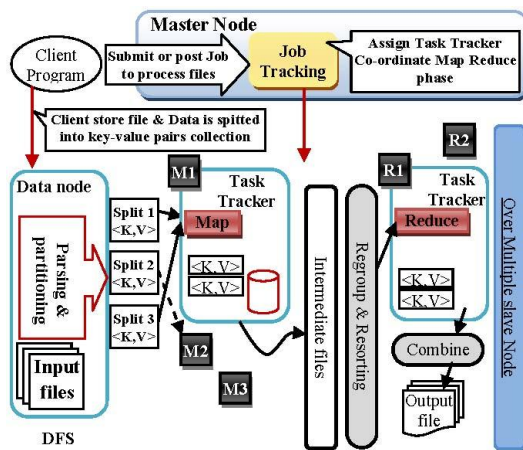 Master Node
Client
Program
Submit or post Job
to process files
Job
Tracking
Assign Task Tracker
Co-ordinate Map Reduce
phase
Client store file & Data is spitted
into key-value pairs collection
Data node
Parsing &
partitioning
Input
files
DFS
Split 1
<K,V>
Split 2
<K,V>
Split 3
<K,V>
M1
Task
Tracker
Map
<K,V>
<K,V>
M2
M3
Intermediate files
Regroup & Resorting
R1
R2
Task
Tracker
Reduce
<K,V>
<K,V>
Combine
Output
file
Over Multiple slave Node